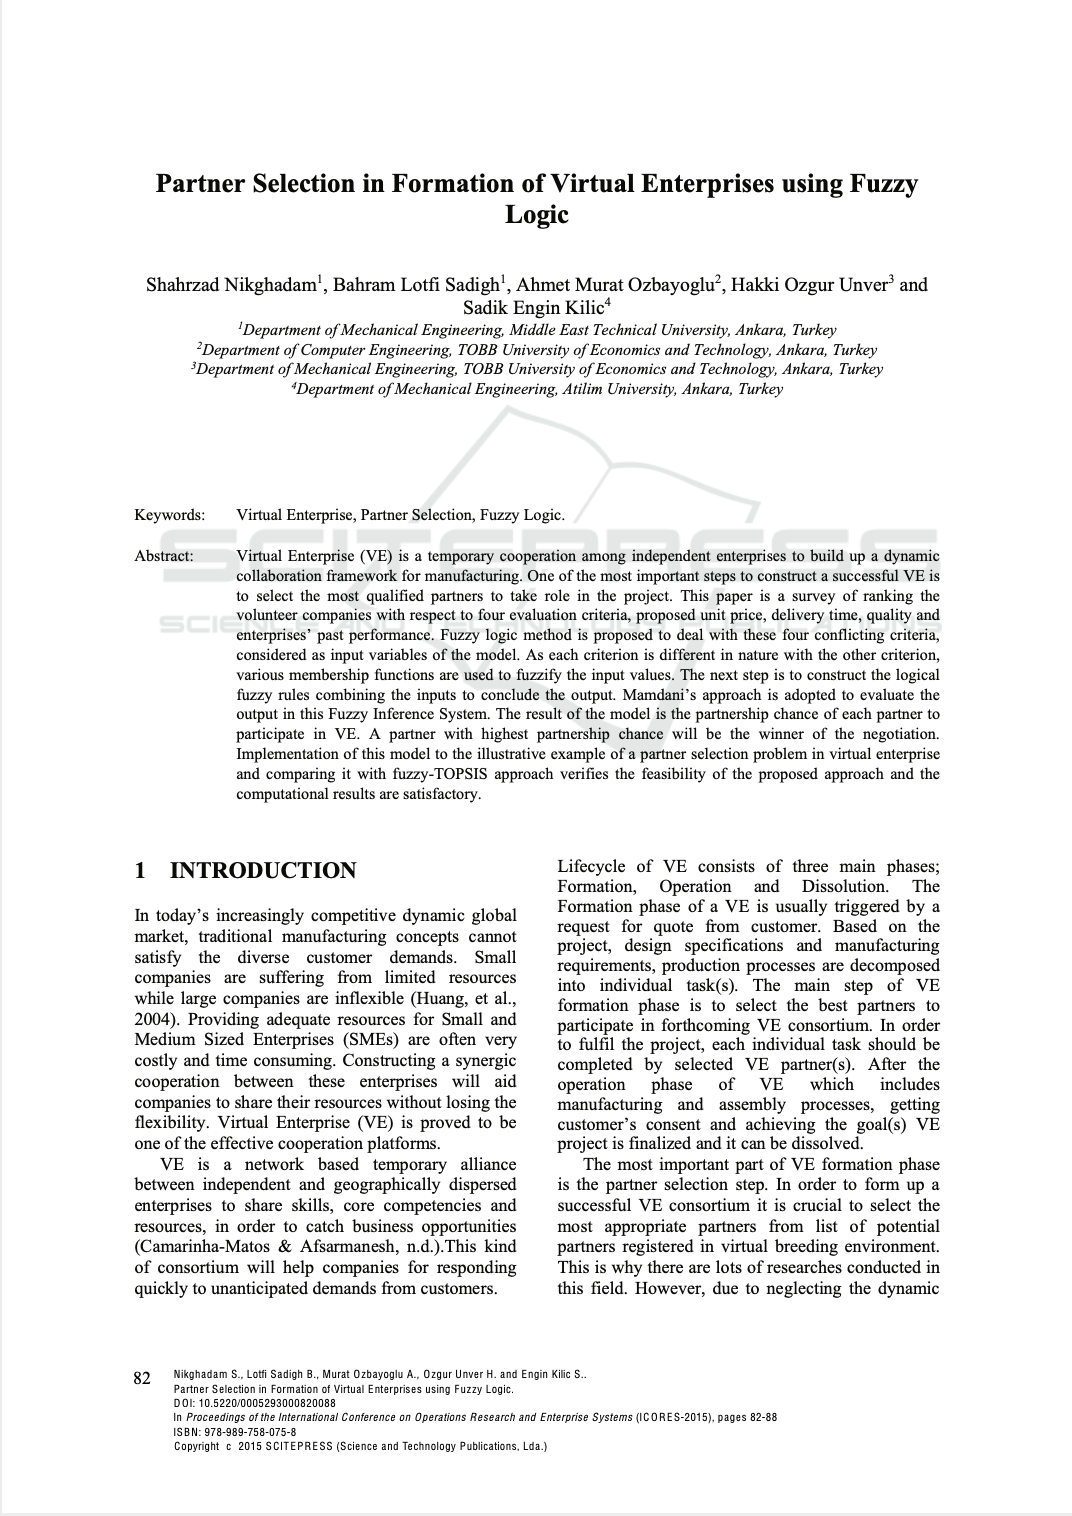 Partner Selection in Formation of Virtual Enterprises using Fuzzy
Logic
Shahrzad Nikghadam1, Bahram Lotfi Sadigh1, Ahmet Murat Ozbayoglu2, Hakki Ozgur Unver3 and
Sadik Engin Kilic4
1Department of Mechanical Engineering, Middle East Technical University, Ankara, Turkey
2Department of Computer Engineering, TOBB University of Economics and Technology, Ankara, Turkey
3Department of Mechanical Engineering, TOBB University of Economics and Technology, Ankara, Turkey
4Department of Mechanical Engineering, Atilim University, Ankara, Turkey
SCITEPRESS
SCIENCE AND TECHNOLOGY PUBLICATIONS
Keywords: Virtual Enterprise, Partner Selection, Fuzzy Logic.
Abstract: Virtual Enterprise (VE) is a temporary cooperation among independent enterprises to build up a dynamic
collaboration framework for manufacturing. One of the most important steps to construct a successful VE is
to select the most qualified partners to take role in the project. This paper is a survey of ranking the
volunteer companies with respect to four evaluation criteria, proposed unit price, delivery time, quality and
enterprises' past performance. Fuzzy logic method is proposed to deal with these four conflicting criteria,
considered as input variables of the model. As each criterion is different in nature with the other criterion,
various membership functions are used to fuzzify the input values. The next step is to construct the logical
fuzzy rules combining the inputs to conclude the output. Mamdani's approach is adopted to evaluate the
output in this Fuzzy Inference System. The result of the model is the partnership chance of each partner to
participate in VE. A partner with highest partnership chance will be the winner of the negotiation.
Implementation of this model to the illustrative example of a partner selection problem in virtual enterprise
and comparing it with fuzzy-TOPSIS approach verifies the feasibility of the proposed approach and the
computational results are satisfactory.
1 INTRODUCTION
In today's increasingly competitive dynamic global
market, traditional manufacturing concepts cannot
satisfy the diverse customer demands. Small
companies are suffering from limited resources
while large companies are inflexible (Huang, et al.,
2004). Providing adequate resources for Small and
Medium Sized Enterprises (SMEs) are often very
costly and time consuming. Constructing a synergic
cooperation between these enterprises will aid
companies to share their resources without losing the
flexibility. Virtual Enterprise (VE) is proved to be
one of the effective cooperation platforms.
VE is a network based temporary alliance
between independent and geographically dispersed
enterprises to share skills, core competencies and
resources, in order to catch business opportunities
(Camarinha-Matos & Afsarmanesh, n.d.).This kind
of consortium will help companies for responding
quickly to unanticipated demands from customers.
Lifecycle of VE consists of three main phases;
Formation, Operation and Dissolution. The
Formation phase of a VE is usually triggered by a
request for quote from customer. Based on the
project, design specifications and manufacturing
requirements, production processes are decomposed
into individual task(s). The main step of VE
formation phase is to select the best partners to
participate in forthcoming VE consortium. In order
to fulfil the project, each individual task should be
completed by selected VE partner(s). After the
operation phase of VE which includes
manufacturing and assembly processes, getting
customer's consent and achieving the goal(s) VE
project is finalized and it can be dissolved.
The most important part of VE formation phase
is the partner selection step. In order to form up a
successful VE consortium it is crucial to select the
most appropriate partners from list of potential
partners registered in virtual breeding environment.
This is why there are lots of researches conducted in
this field. However, due to neglecting the dynamic
82
Nikghadam S., Lotfi Sadigh B., Murat Ozbayoglu A., Ozgur Unver H. and Engin Kilic S..
Partner Selection in Formation of Virtual Enterprises using Fuzzy Logic.
DOI: 10.5220/0005293000820088
In Proceedings of the International Conference on Operations Research and Enterprise Systems (ICORES-2015), pages 82-88
ISBN: 978-989-758-075-8
Copyright c 2015 SCITEPRESS (Science and Technology Publications, Lda.)